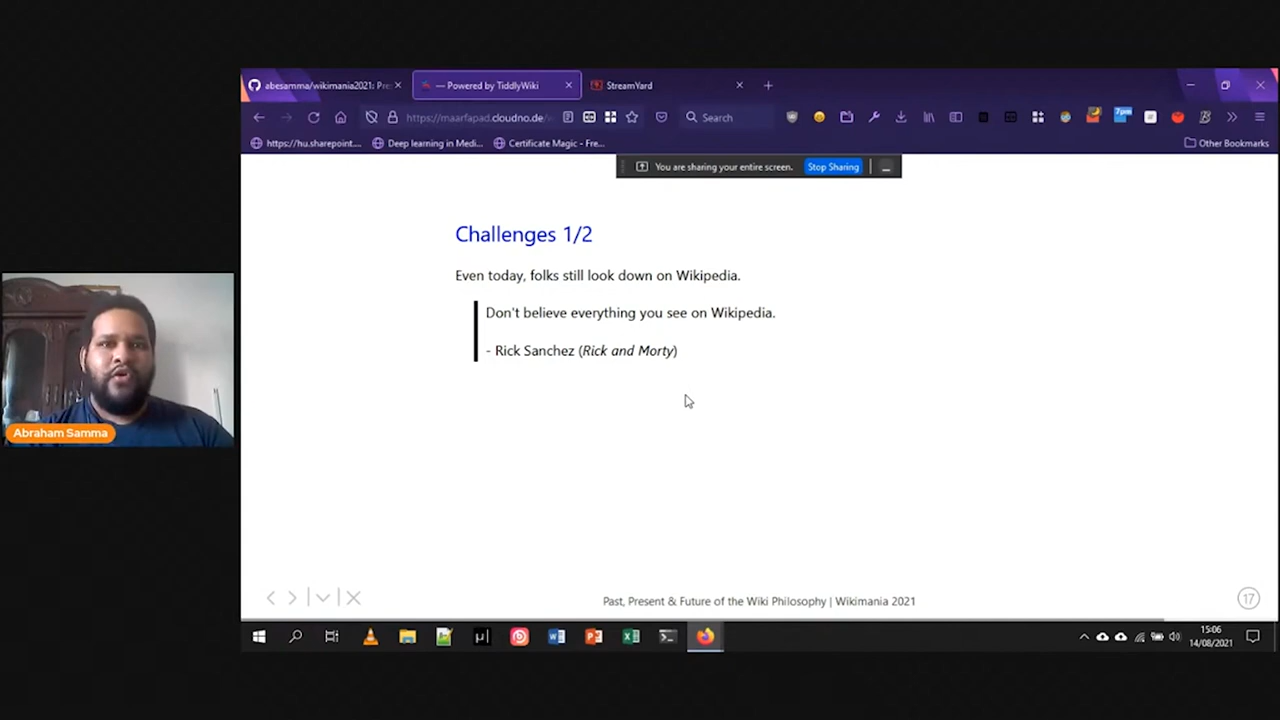 abesamma/wikimania2021: Pre
— Powered by TiddlyWiki
StreamYard
https://maarfapad.cloudno.de/
Search
7pm
https://hu.sharepoint....
Deep learning in Medi...
Certificate Magic - Fre...
Other Bookmarks
You are sharing your entire screen.
Stop Sharing
Challenges 1/2
Even today, folks still look down on Wikipedia.
Don't believe everything you see on Wikipedia.
- Rick Sanchez (Rick and Morty)
Abraham Samma
Past, Present & Future of the Wiki Philosophy | Wikimania 2021
17
15:06
14/08/2021